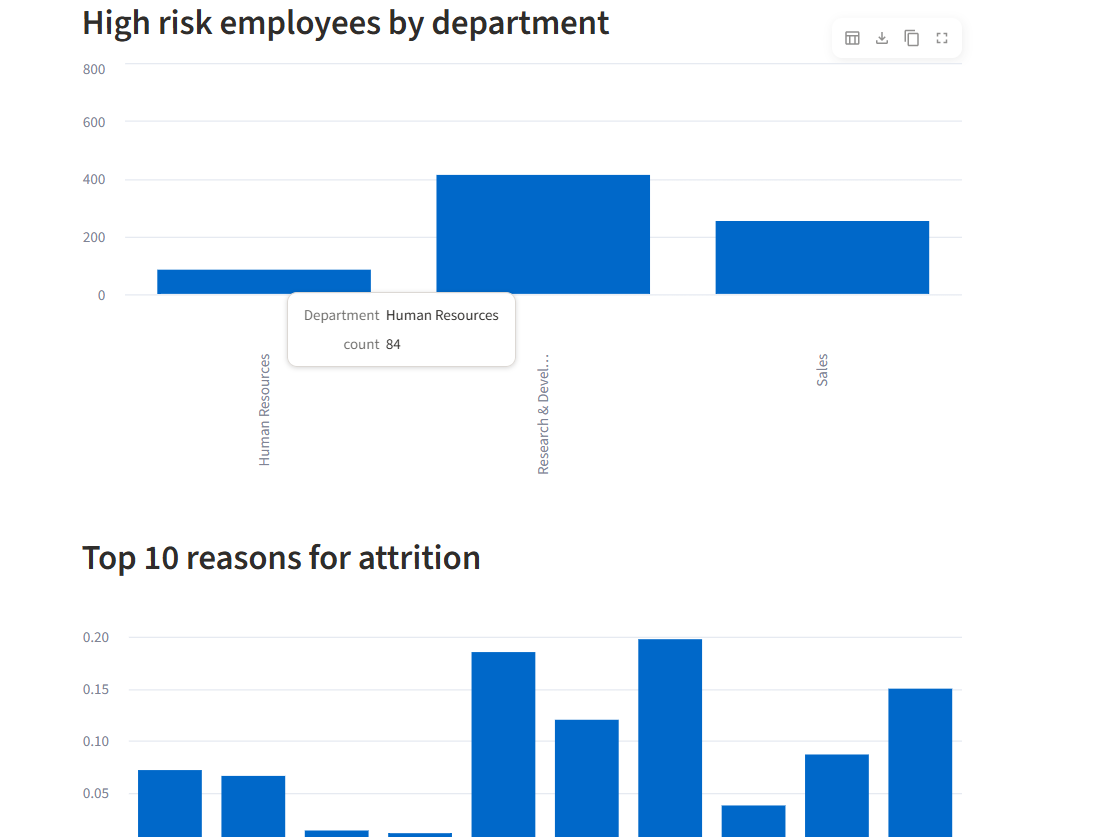 High risk employees by department
800
600
400
200
0
Department Human Resources
count 84
Human Resources
Research & Devel...
Sales
Top 10 reasons for attrition
0.20
0.15
0.10
0.05